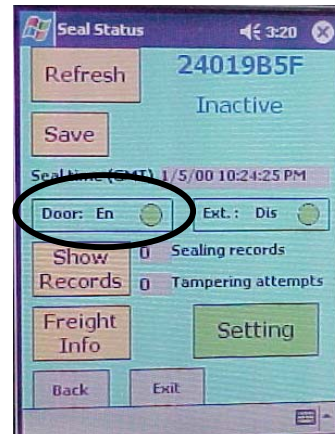 Seal Status 3:20
Refresh
24019B5F
Inactive
Save
Seal time (GMT) 1/5/00 10:24:25 PM
Door: En
Ext.: Dis
Show Records
0 Sealing records
0 Tampering attempts
Freight Info
Setting
Back
Exit